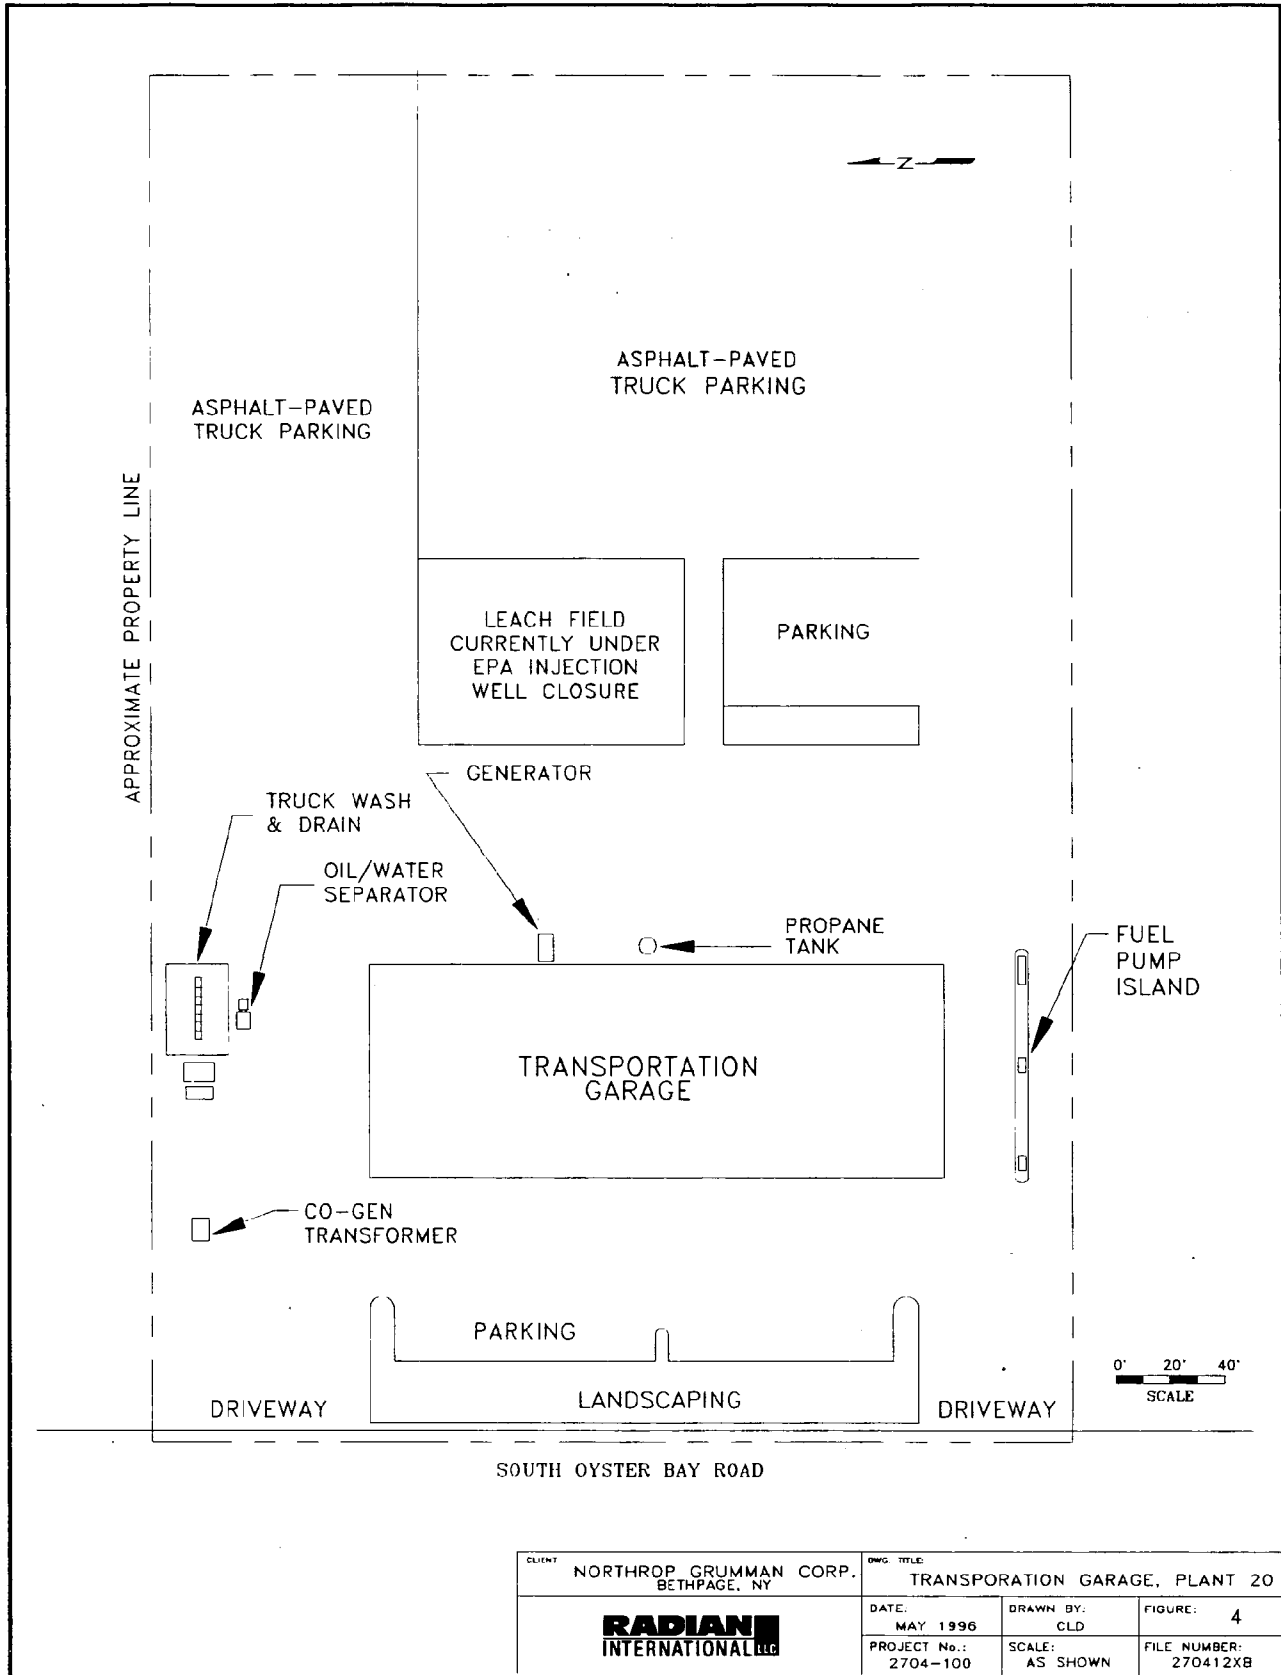 N
ASPHALT-PAVED
TRUCK PARKING
ASPHALT-PAVED
TRUCK PARKING
APPROXIMATE PROPERTY LINE
LEACH FIELD
CURRENTLY UNDER
EPA INJECTION
WELL CLOSURE
PARKING
GENERATOR
TRUCK WASH
& DRAIN
OIL/WATER
SEPARATOR
PROPANE
TANK
FUEL
PUMP
ISLAND
TRANSPORTATION
GARAGE
CO-GEN
TRANSFORMER
PARKING
LANDSCAPING
DRIVEWAY
DRIVEWAY
0' 20' 40'
SCALE
SOUTH OYSTER BAY ROAD
CLIENT
NORTHROP GRUMMAN CORP.
BETHPAGE, NY
DWG. TITLE:
TRANSPORATION GARAGE, PLANT 20
RADIAN
INTERNATIONAL LLC
DATE:
MAY 1996
DRAWN BY:
CLD
FIGURE: 4
PROJECT No.:
2704-100
SCALE:
AS SHOWN
FILE NUMBER:
270412XB